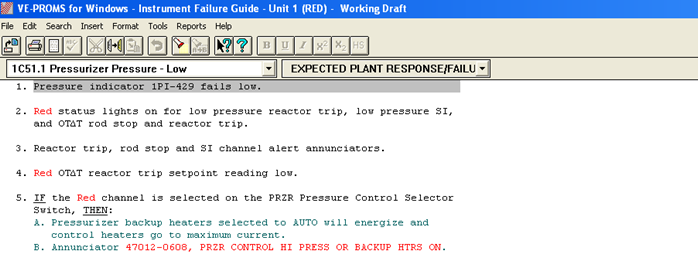 VE-PROMS for Windows - Instrument Failure Guide - Unit 1 (RED) - Working Draft
File Edit Search Insert Format Tools Reports Help
B U I X² X₂ HS
1C51.1 Pressurizer Pressure - Low EXPECTED PLANT RESPONSE/FAILU
1. Pressure indicator 1PI-429 fails low.
2. Red status lights on for low pressure reactor trip, low pressure SI,
and OTΔT rod stop and reactor trip.
3. Reactor trip, rod stop and SI channel alert annunciators.
4. Red OTΔT reactor trip setpoint reading low.
5. IF the Red channel is selected on the PRZR Pressure Control Selector
Switch, THEN:
A. Pressurizer backup heaters selected to AUTO will energize and
control heaters go to maximum current.
B. Annunciator 47012-0608, PRZR CONTROL HI PRESS OR BACKUP HTRS ON.